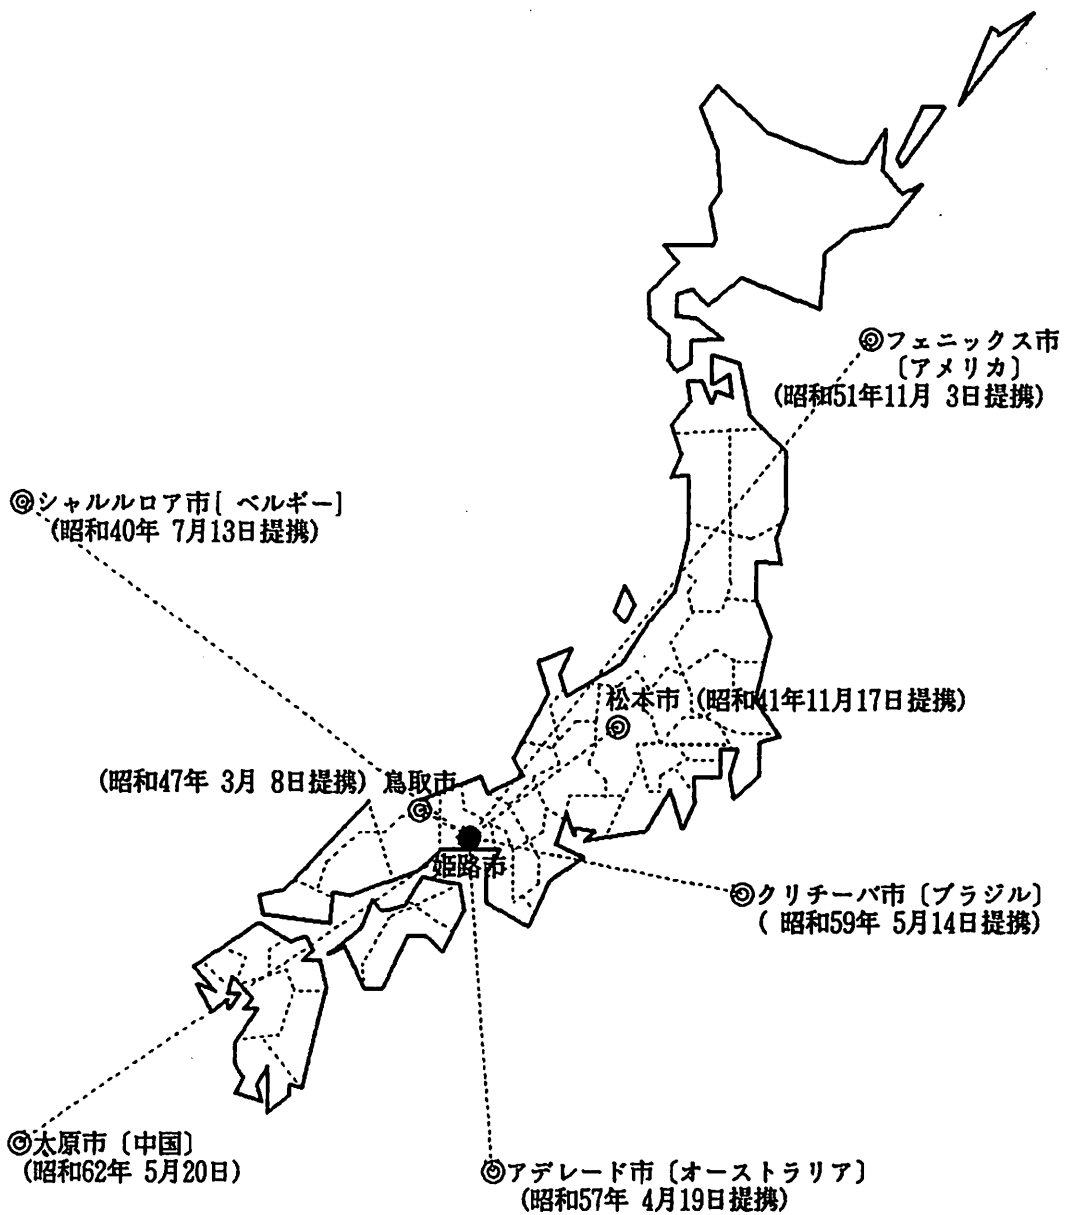 フェニックス市
〔アメリカ〕
(昭和51年11月 3日提携)
シャルルロア市〔 ベルギー〕
(昭和40年 7月13日提携)
松本市 (昭和41年11月17日提携)
(昭和47年 3月 8日提携)鳥取市
姫路市
クリチーバ市〔ブラジル〕
( 昭和59年 5月14日提携)
太原市〔中国〕
(昭和62年 5月20日)
アデレード市〔オーストラリア〕
(昭和57年 4月19日提携)